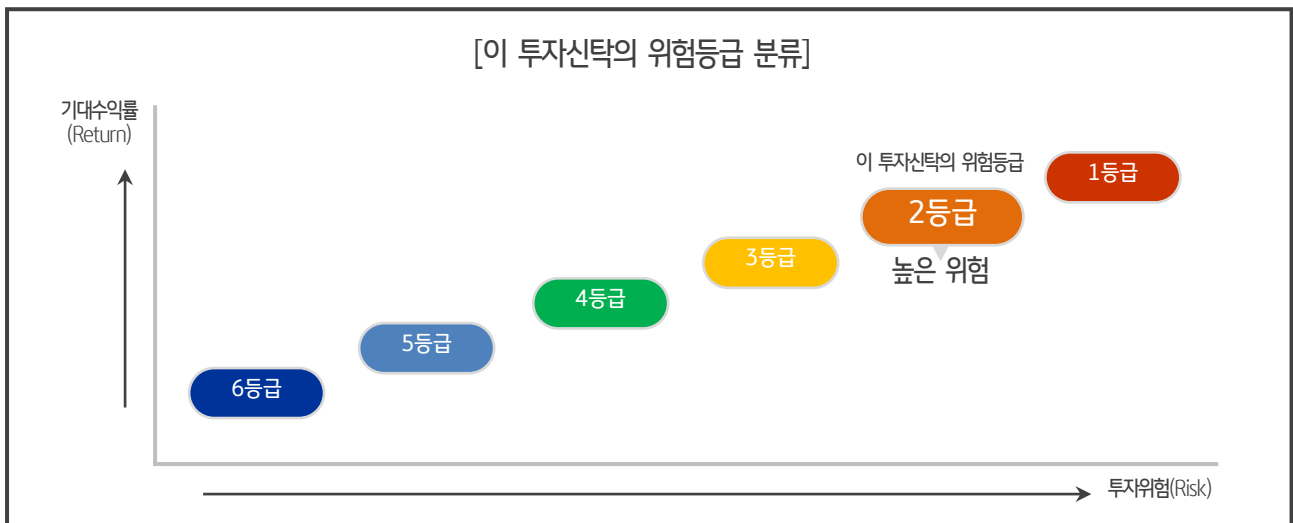 [이 투자신탁의 위험등급 분류]
기대수익률
(Return)
이 투자신탁의 위험등급
1등급
2등급
높은 위험
3등급
4등급
5등급
6등급
투자위험(Risk)